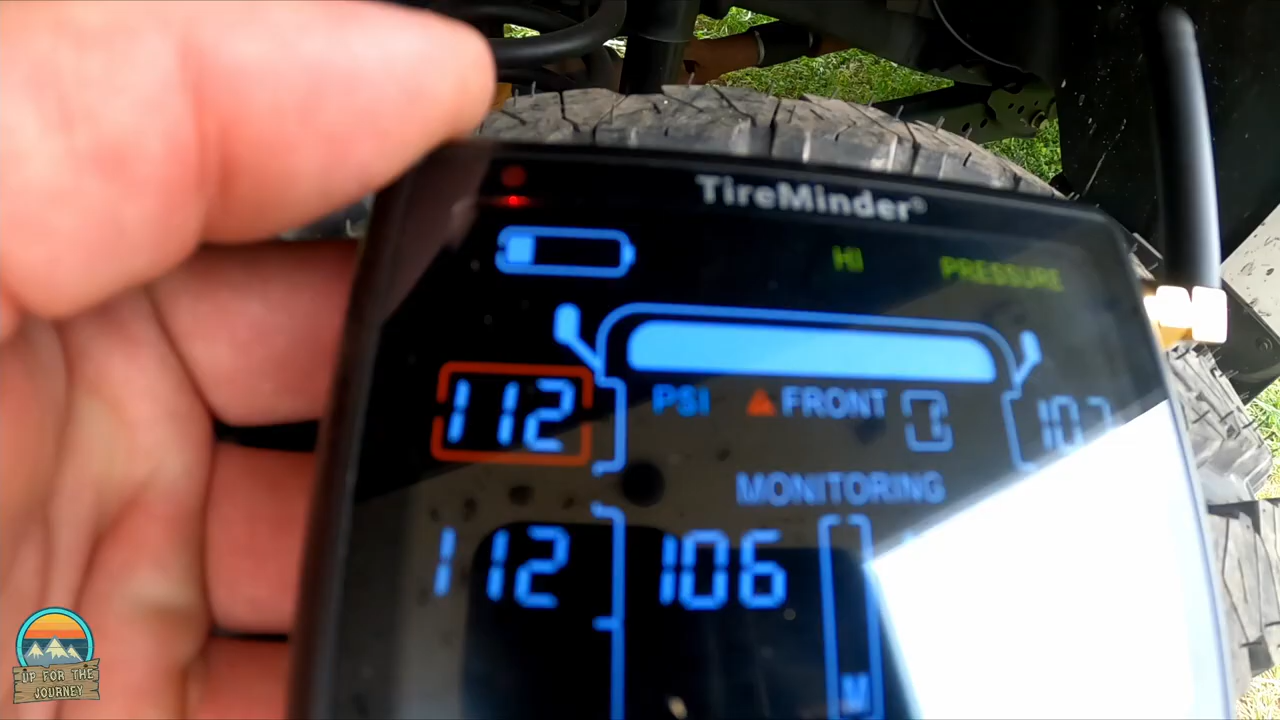 TireMinder®
HI PRESSURE
112
PSI FRONT
MONITORING
112 106
M
UP FOR THE
JOURNEY